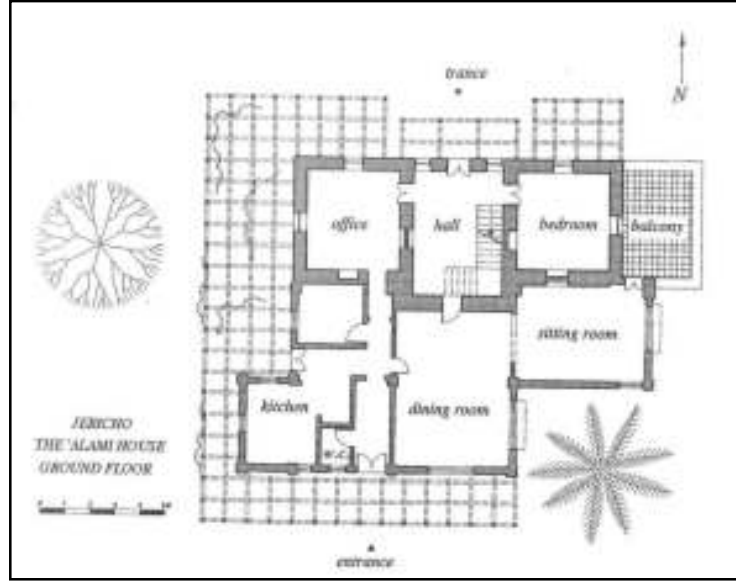 trance
N
office
hall
bedroom
balcony
sitting room
kitchen
dining room
w.c.
JERICHO
THE 'ALAMI HOUSE
GROUND FLOOR
entrance